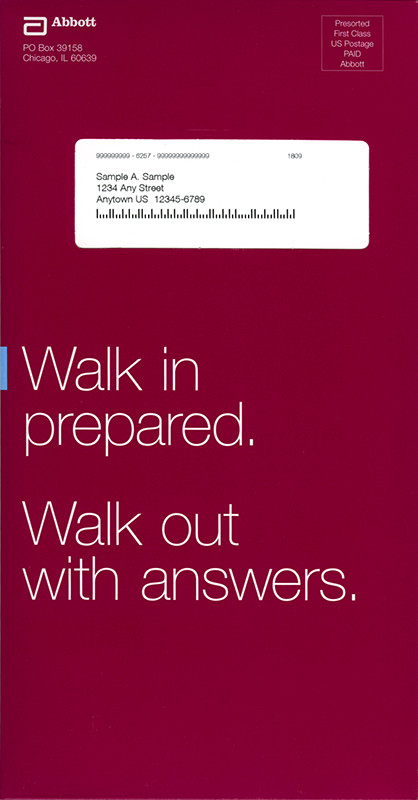 Abbott
PO Box 39158
Chicago, IL 60639
Presorted
First Class
US Postage
PAID
Abbott
999999999 - 6257 - 99999999999999 1809
Sample A. Sample
1234 Any Street
Anytown US 12345-6789
Walk in
prepared.
Walk out
with answers.